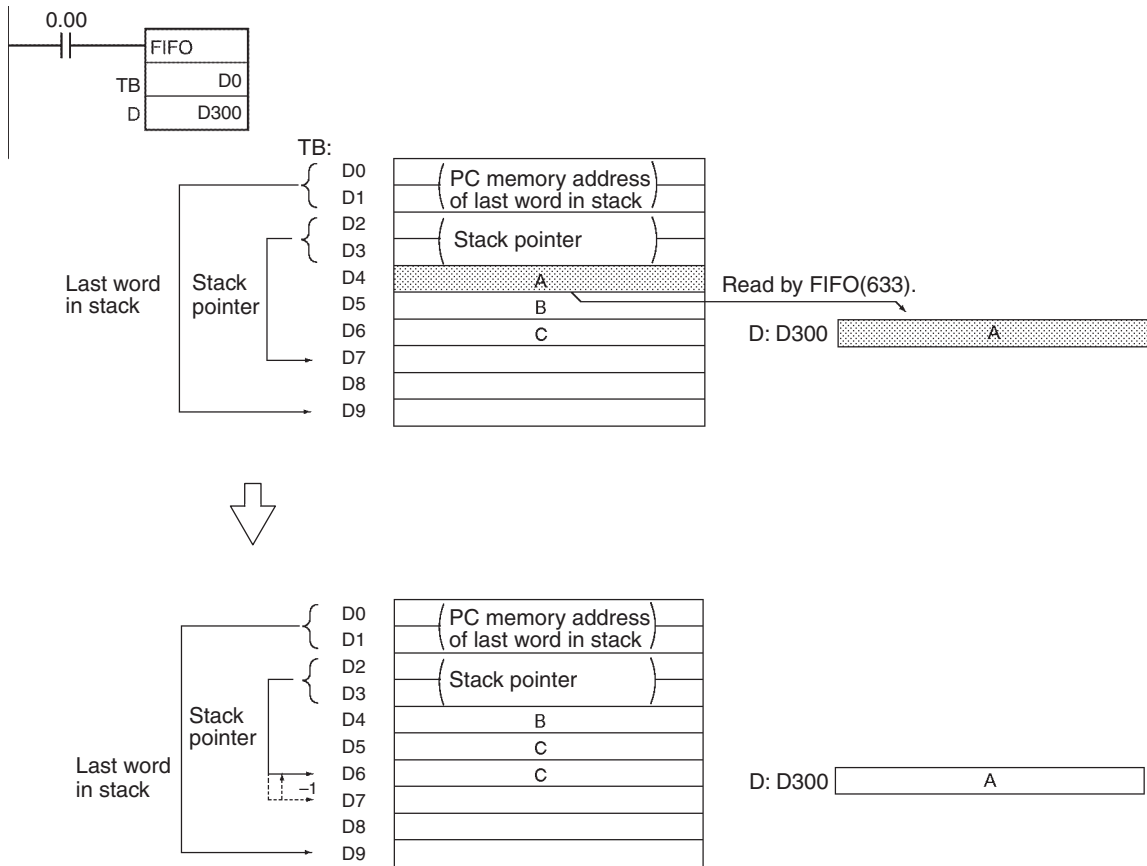 0.00
FIFO
TB D0
D D300
TB:
D0
D1
PC memory address
of last word in stack
D2
D3
Stack pointer
D4 A
Read by FIFO(633).
D5 B
D6 C
D: D300 A
D7
D8
D9
Last word
in stack
Stack
pointer
D0
D1
PC memory address
of last word in stack
D2
D3
Stack pointer
D4 B
D5 C
D6 C
–1
D: D300 A
D7
D8
D9
Stack
pointer
Last word
in stack